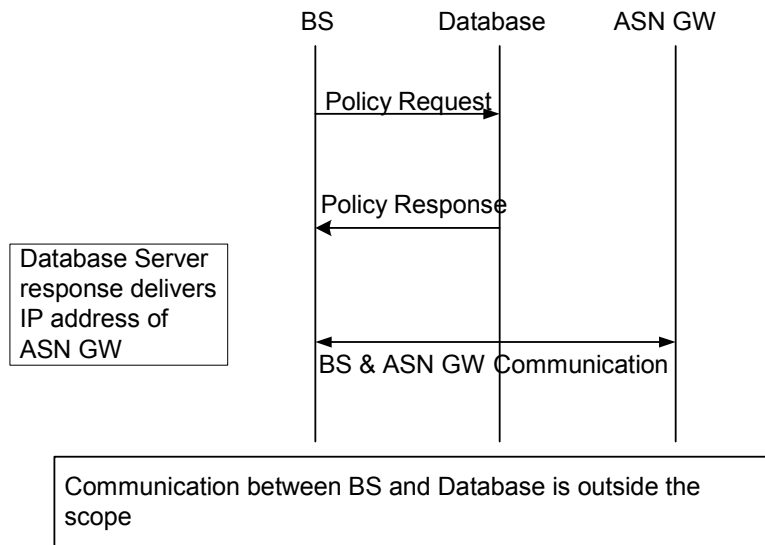 BS Database ASN GW
Policy Request
Policy Response
Database Server
response delivers
IP address of
ASN GW
BS & ASN GW Communication
Communication between BS and Database is outside the
scope